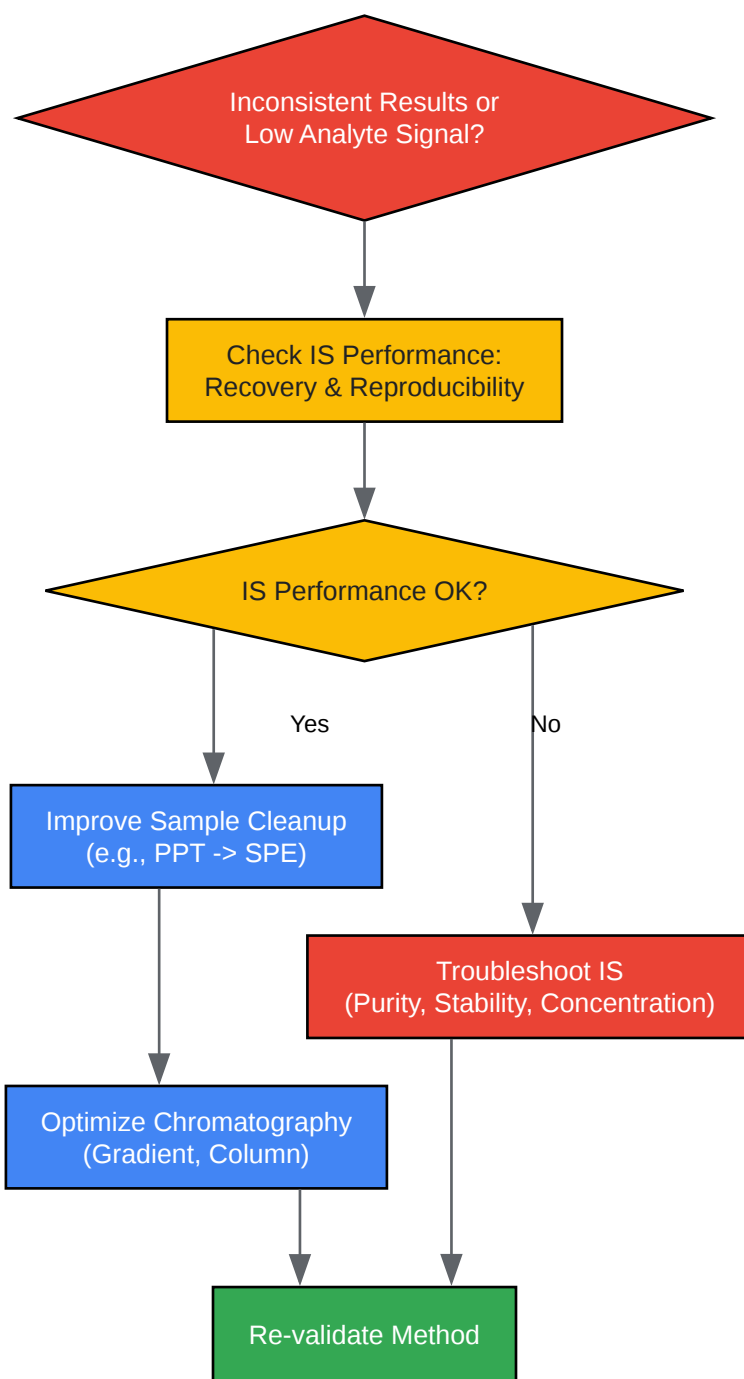 Inconsistent Results or
Low Analyte Signal?
Check IS Performance:
Recovery & Reproducibility
IS Performance OK?
Yes
No
Improve Sample Cleanup
(e.g., PPT -> SPE)
Troubleshoot IS
(Purity, Stability, Concentration)
Optimize Chromatography
(Gradient, Column)
Re-validate Method